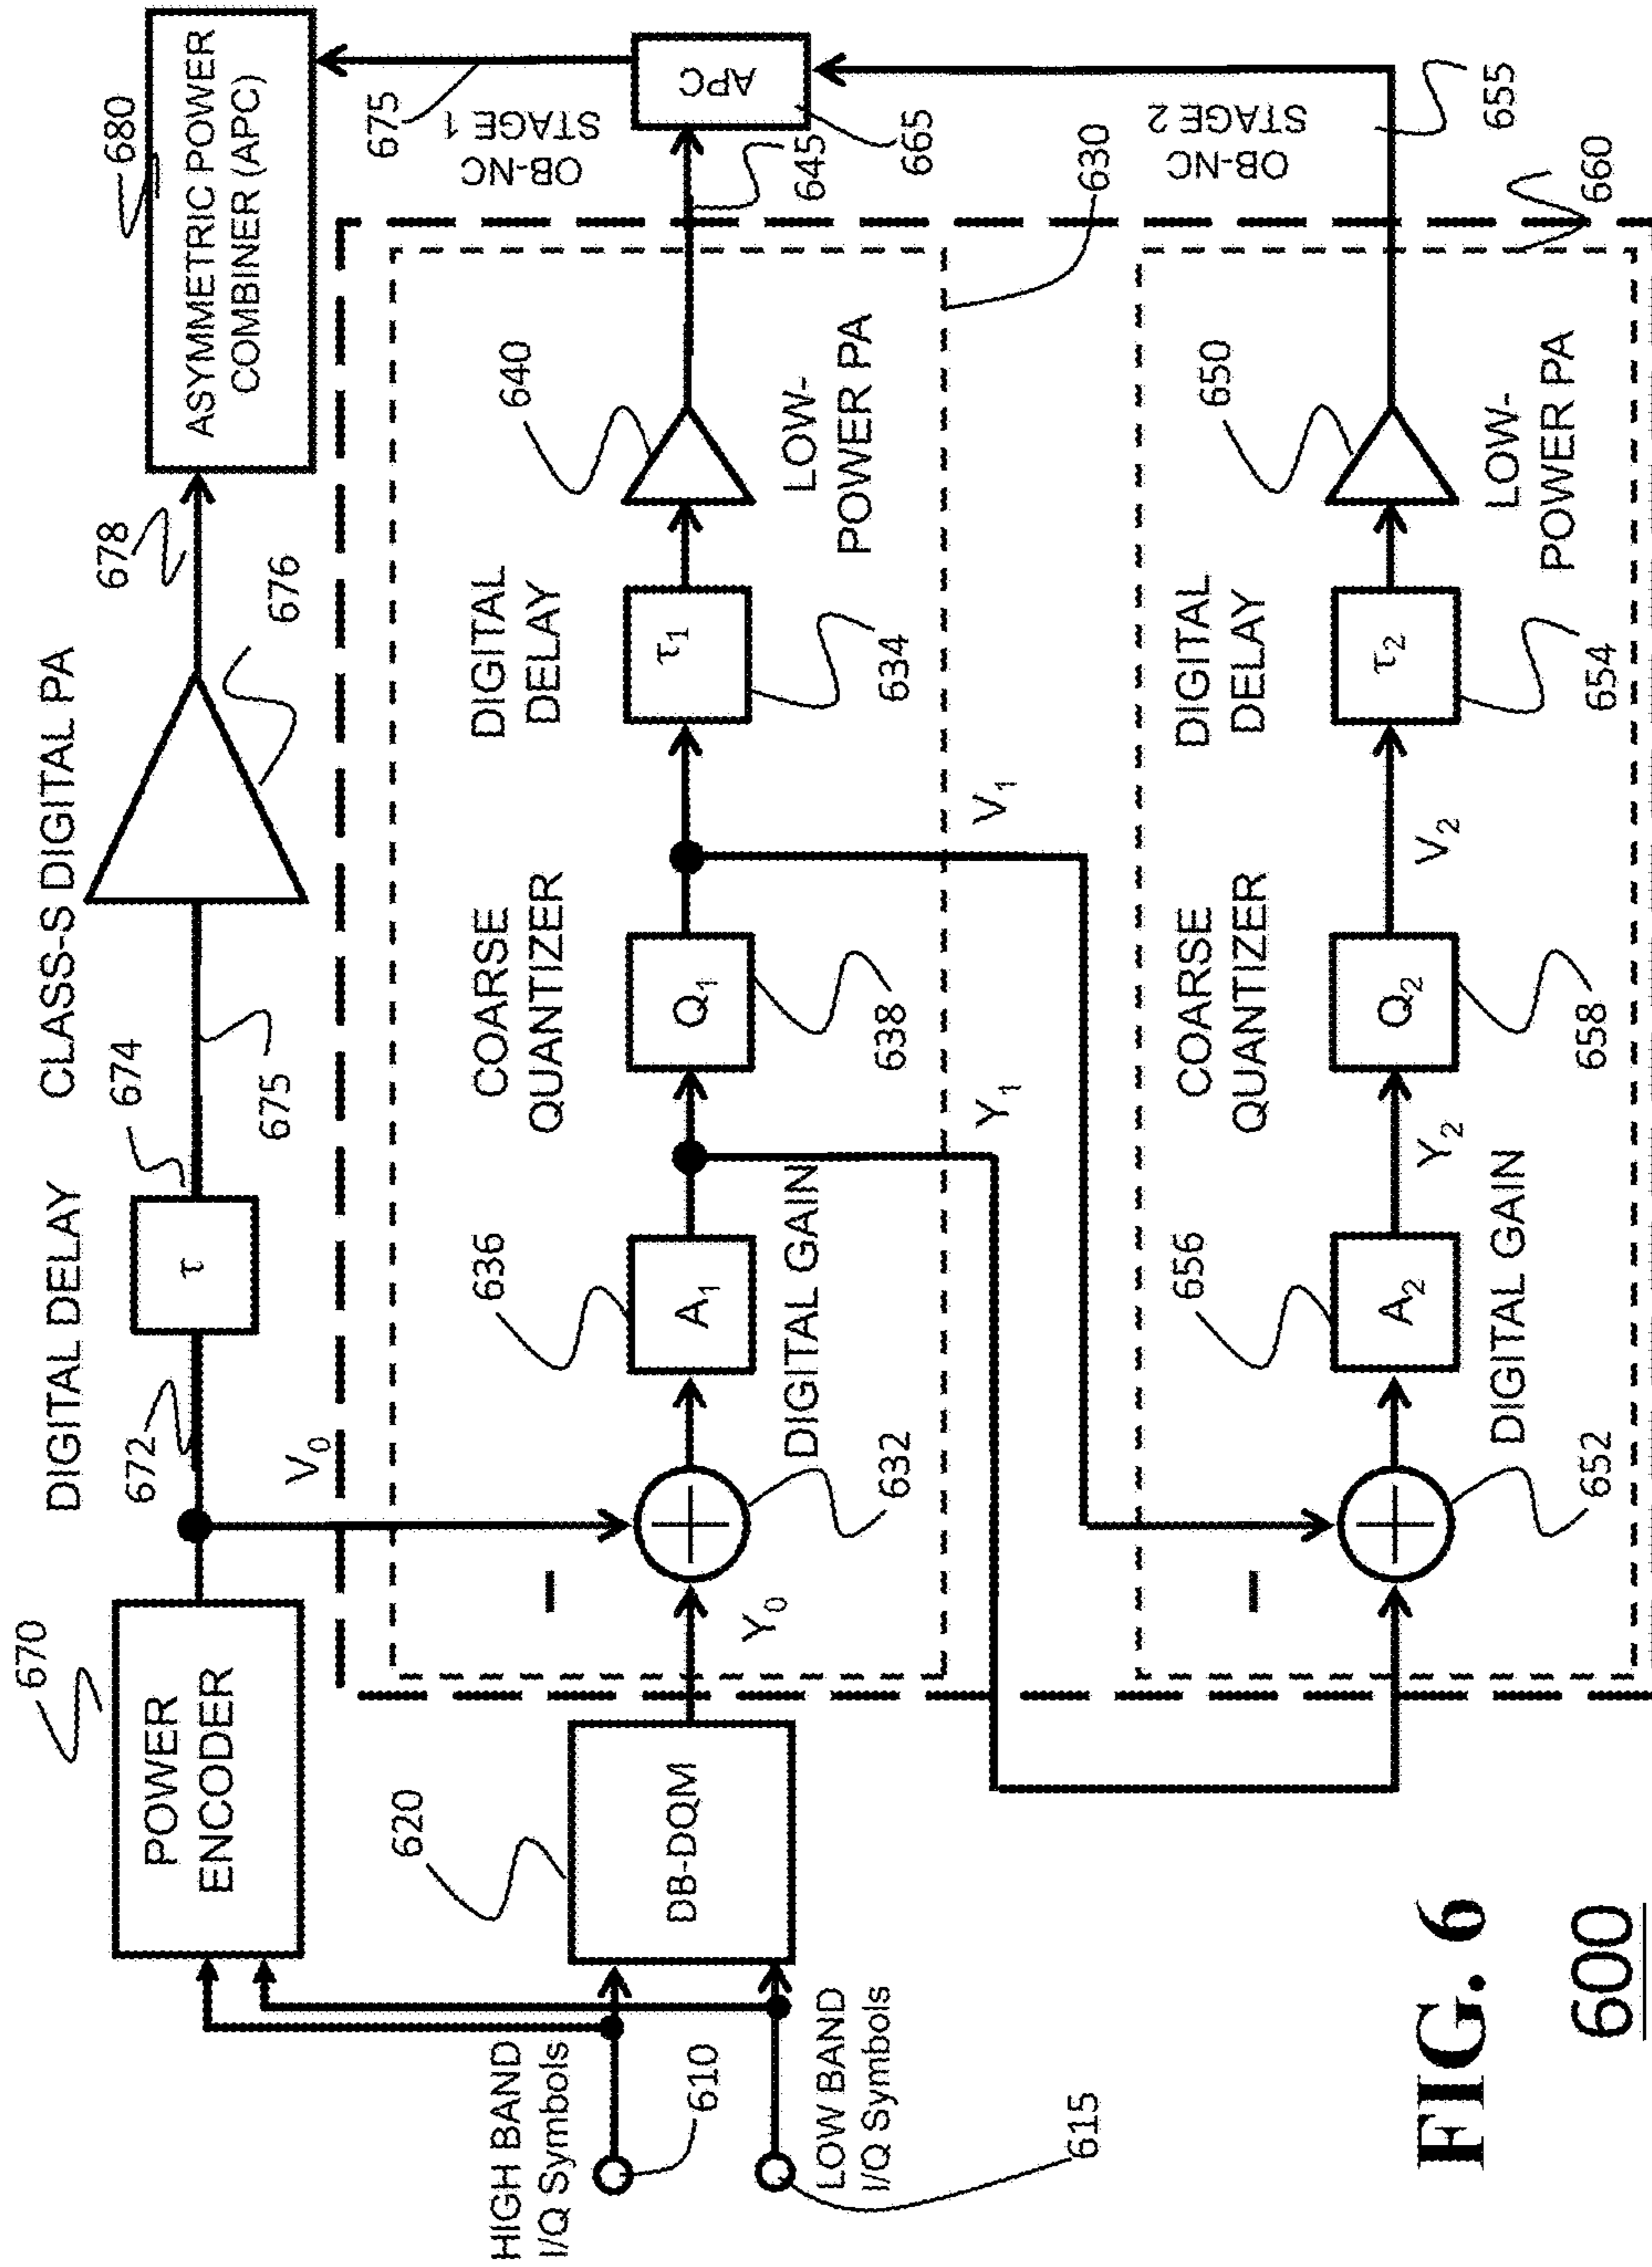 670
POWER
ENCODER
672
DIGITAL DELAY
τ
674
675
CLASS-S DIGITAL PA
676
678
680
ASYMMETRIC POWER
COMBINER (APC)
V0
HIGH BAND
I/Q Symbols
610
LOW BAND
I/Q Symbols
615
620
DB-DQM
Y0
632
636
A1
DIGITAL GAIN
Y1
COARSE
QUANTIZER
Q1
638
V1
DIGITAL
DELAY
τ1
634
640
LOW-
POWER PA
630
645
675
OB-NC
STAGE 1
APC
665
652
656
A2
DIGITAL GAIN
Y2
COARSE
QUANTIZER
Q2
658
V2
DIGITAL
DELAY
τ2
654
650
LOW-
POWER PA
660
OB-NC
STAGE 2
655
FIG. 6
600